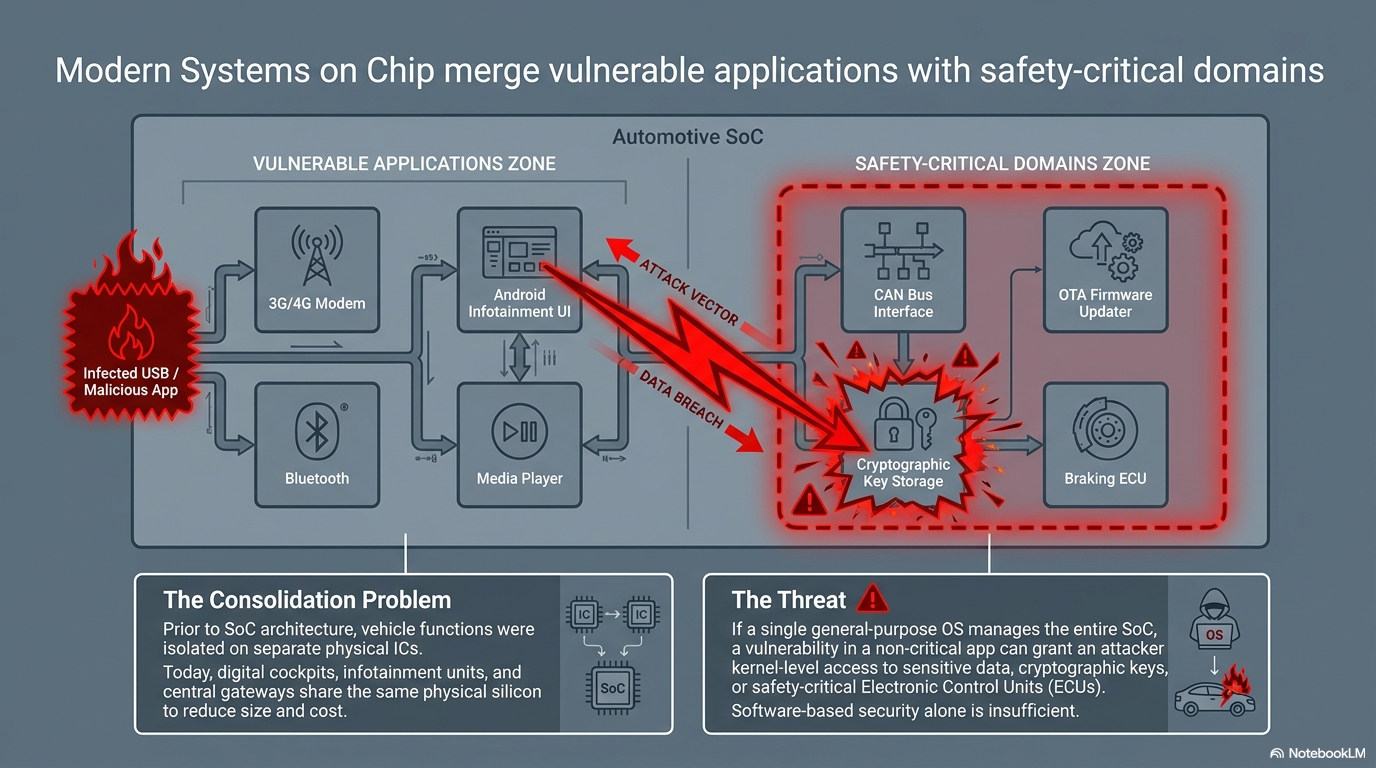 Modern Systems on Chip merge vulnerable applications with safety-critical domains
Automotive SoC
VULNERABLE APPLICATIONS ZONE
SAFETY-CRITICAL DOMAINS ZONE
Infected USB /
Malicious App
3G/4G Modem
Android
Infotainment UI
Bluetooth
Media Player
ATTACK VECTOR
DATA BREACH
CAN Bus
Interface
OTA Firmware
Updater
Cryptographic
Key Storage
Braking ECU
The Consolidation Problem
Prior to SoC architecture, vehicle functions were
isolated on separate physical ICs.
Today, digital cockpits, infotainment units, and
central gateways share the same physical silicon
to reduce size and cost.
IC
IC
SoC
The Threat
If a single general-purpose OS manages the entire SoC,
a vulnerability in a non-critical app can grant an attacker
kernel-level access to sensitive data, cryptographic keys,
or safety-critical Electronic Control Units (ECUs).
Software-based security alone is insufficient.
OS
NotebookLM